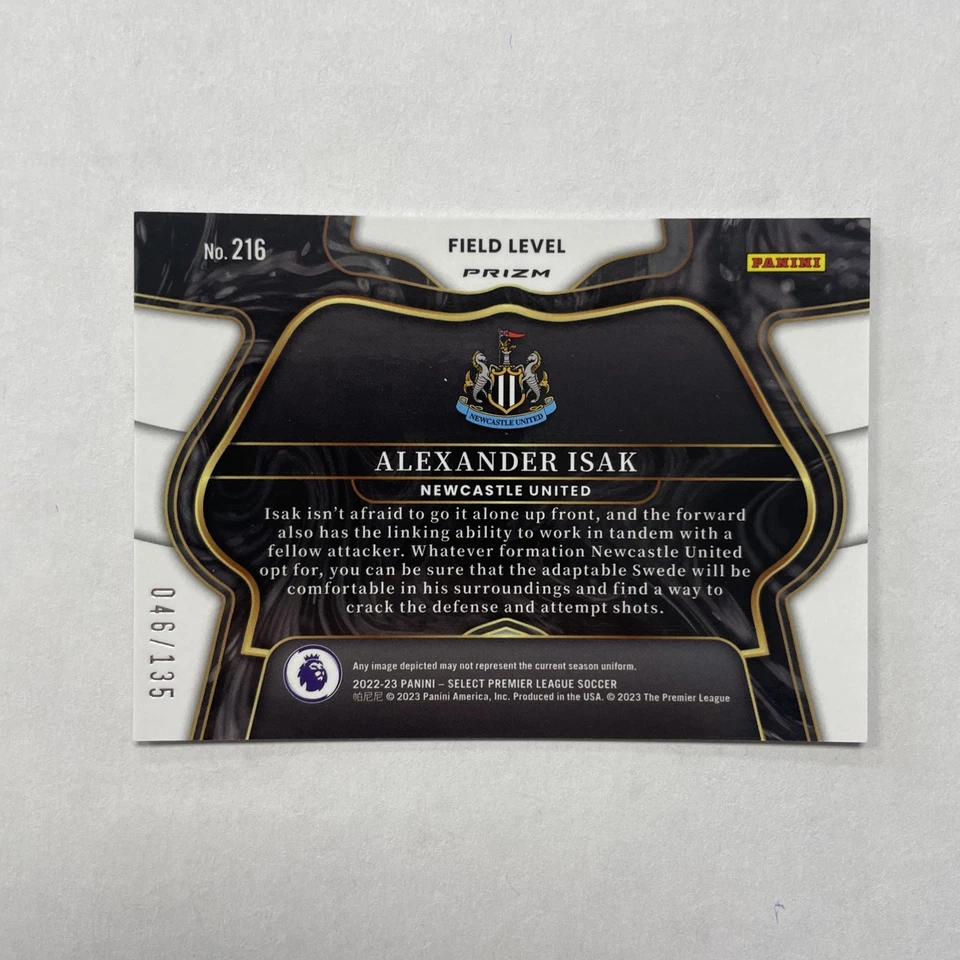 No. 216
FIELD LEVEL
PRIZM
PANINI
NEWCASTLE UNITED
ALEXANDER ISAK
NEWCASTLE UNITED
Isak isn't afraid to go it alone up front, and the forward
also has the linking ability to work in tandem with a
fellow attacker. Whatever formation Newcastle United
opt for, you can be sure that the adaptable Swede will be
comfortable in his surroundings and find a way to
crack the defense and attempt shots.
046/135
Any image depicted may not represent the current season uniform.
2022-23 PANINI – SELECT PREMIER LEAGUE SOCCER
帕尼尼 © 2023 Panini America, Inc. Produced in the USA. © 2023 The Premier League